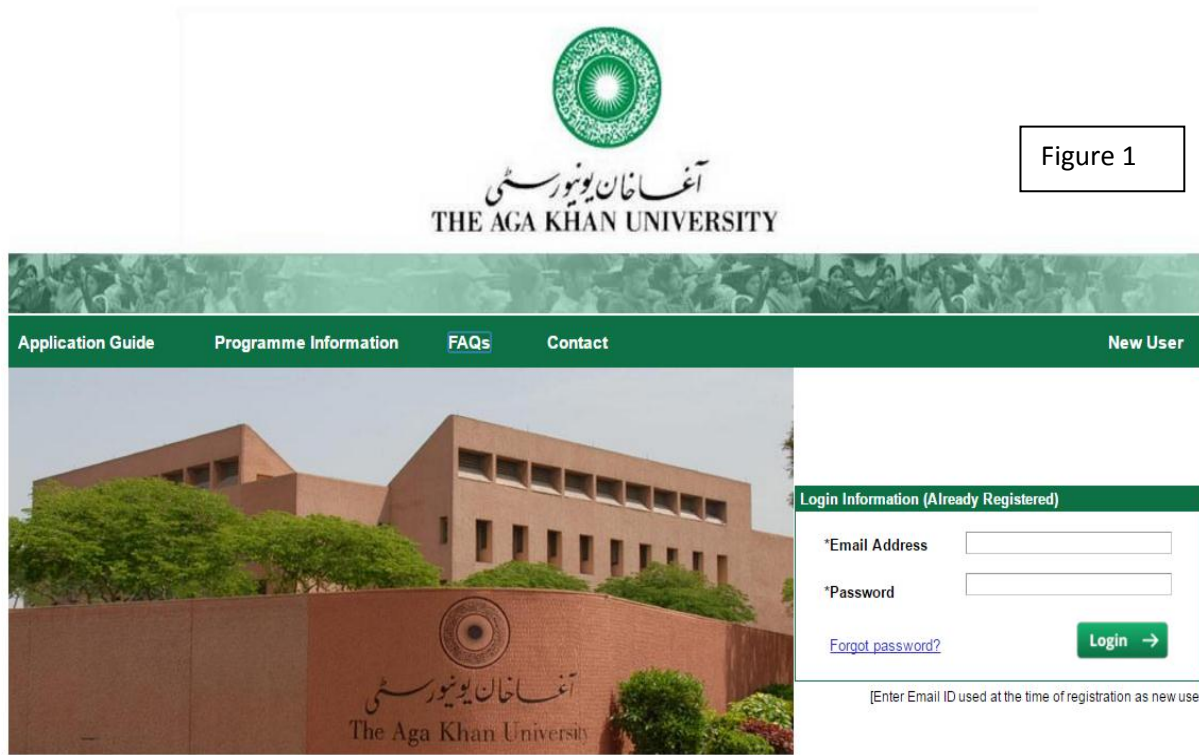 آغا خان یونیورسٹی
THE AGA KHAN UNIVERSITY
Figure 1
Application Guide Programme Information FAQs Contact New User
آغا خان یونیورسٹی
The Aga Khan University
Login Information (Already Registered)
*Email Address
*Password
Forgot password? Login →
[Enter Email ID used at the time of registration as new use